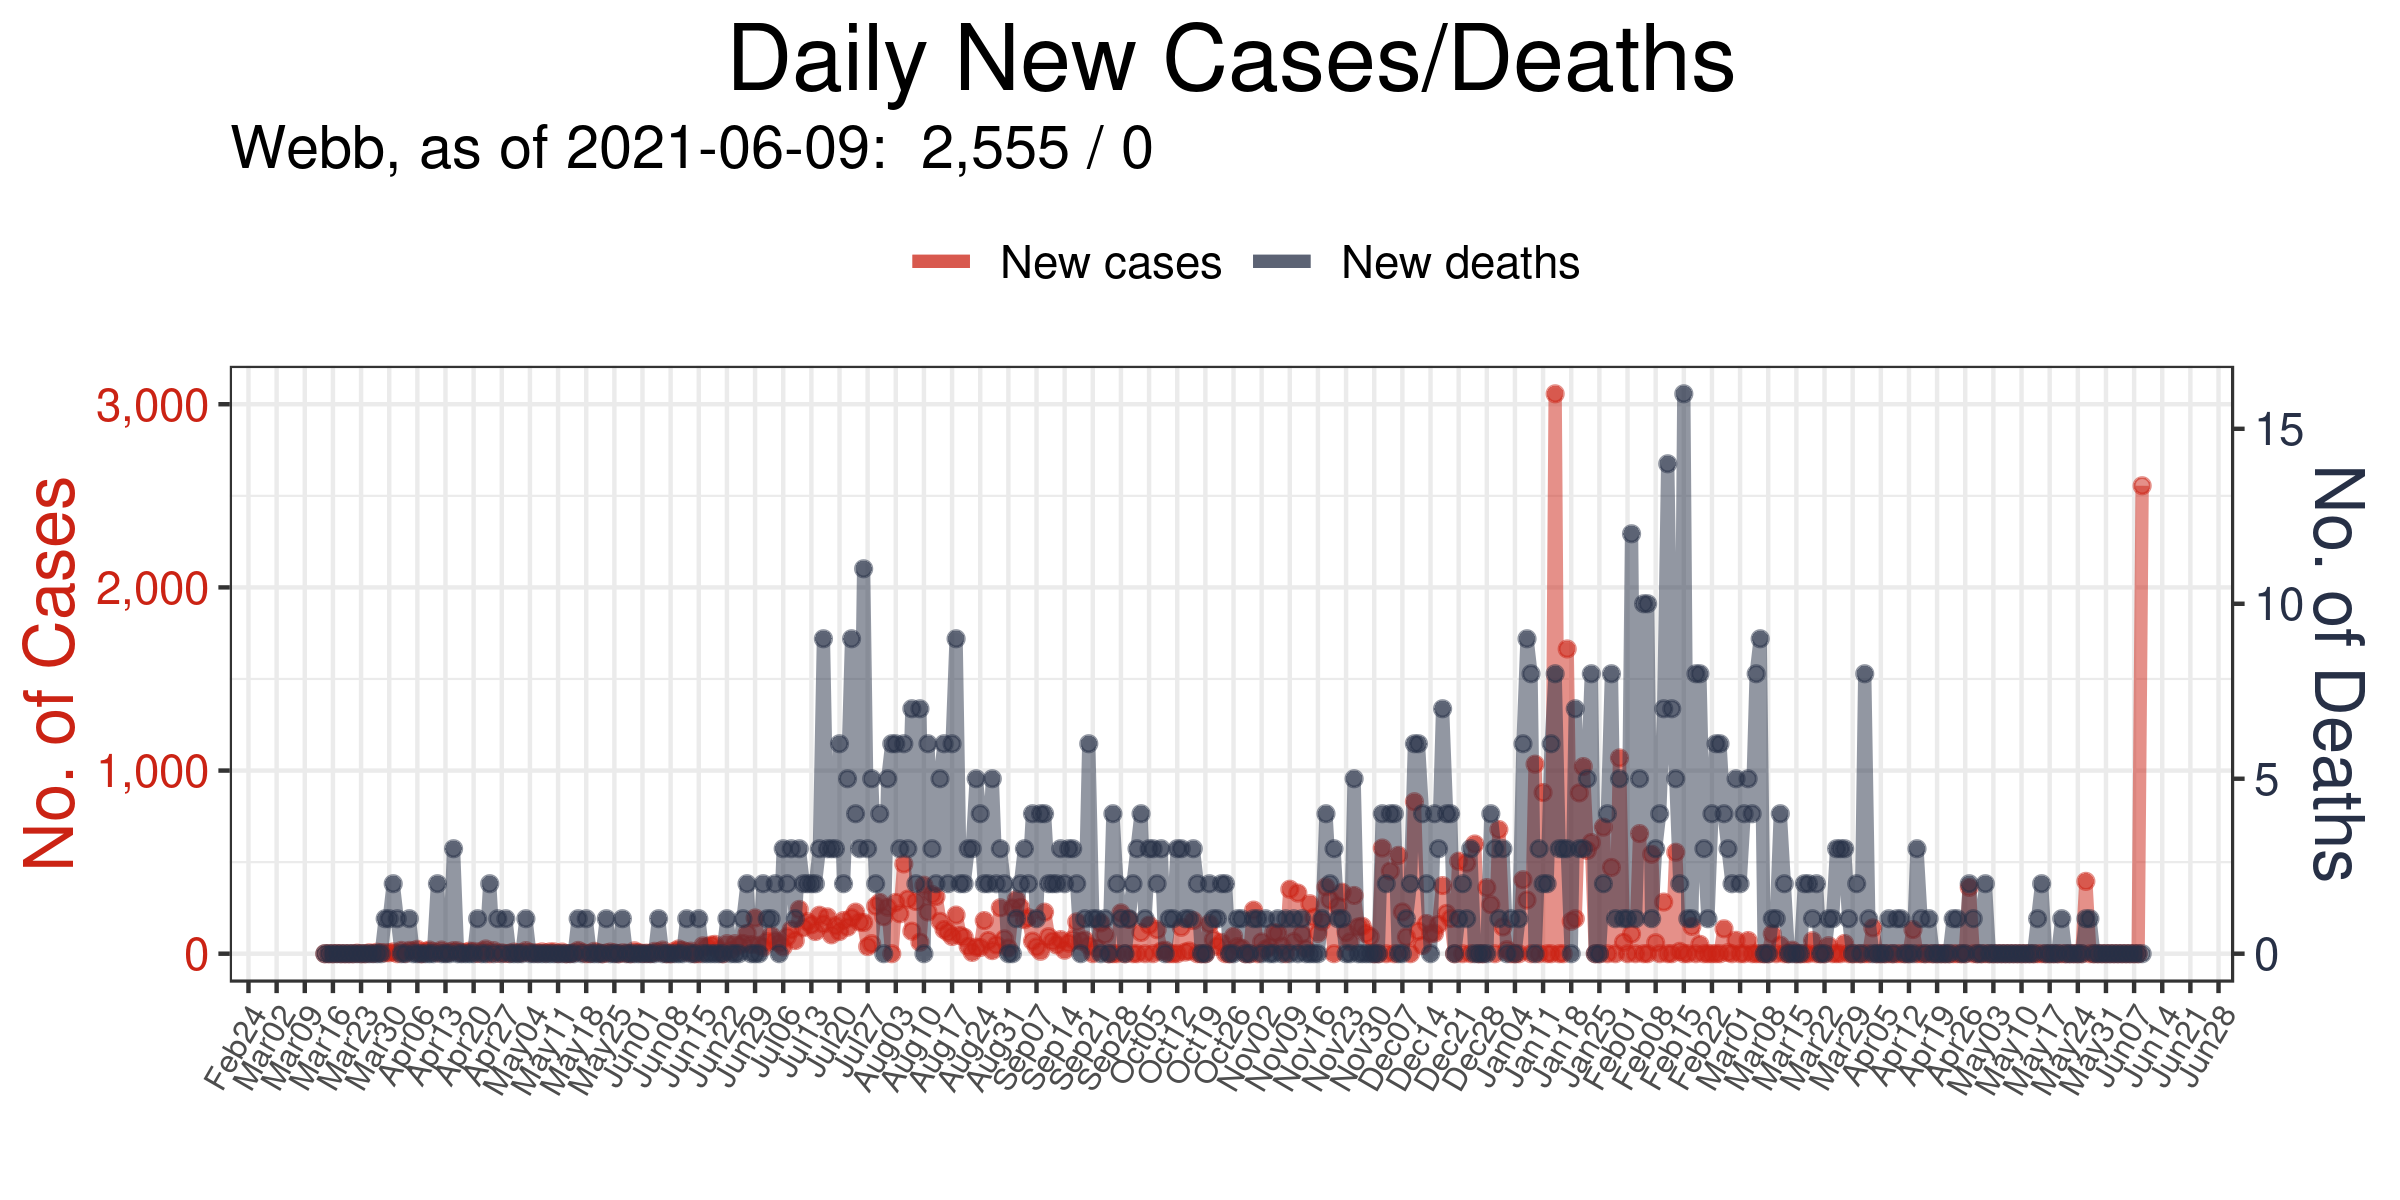 Daily New Cases/Deaths
Webb, as of 2021-06-09: 2,555 / 0
New cases New deaths
No. of Cases
3,000
2,000
1,000
0
15
10
5
0
No. of Deaths
Feb24 Mar02 Mar09 Mar16 Mar23 Mar30 Apr06 Apr13 Apr20 Apr27 May04 May11 May18 May25 Jun01 Jun08 Jun15 Jun22 Jun29 Jul06 Jul13 Jul20 Jul27 Aug03 Aug10 Aug17 Aug24 Aug31 Sep07 Sep14 Sep21 Sep28 Oct05 Oct12 Oct19 Oct26 Nov02 Nov09 Nov16 Nov23 Nov30 Dec07 Dec14 Dec21 Dec28 Jan04 Jan11 Jan18 Jan25 Feb01 Feb08 Feb15 Feb22 Mar01 Mar08 Mar15 Mar22 Mar29 Apr05 Apr12 Apr19 Apr26 May03 May10 May17 May24 May31 Jun07 Jun14 Jun21 Jun28